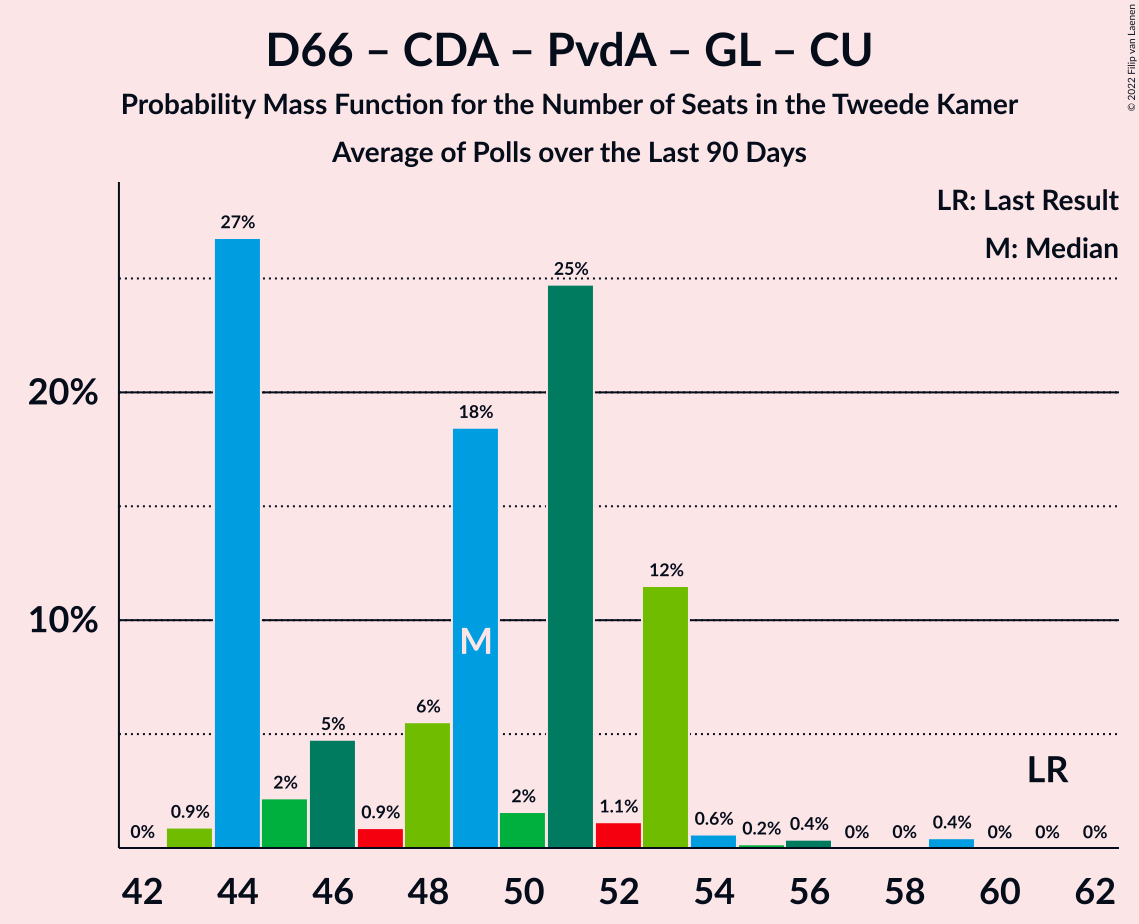 D66 – CDA – PvdA – GL – CU
Probability Mass Function for the Number of Seats in the Tweede Kamer
Average of Polls over the Last 90 Days
© 2022 Filip van Laenen
LR: Last Result
M: Median
20%
10%
0%
0.9%
27%
2%
5%
0.9%
6%
18%
2%
25%
1.1%
12%
0.6%
0.2%
0.4%
0%
0%
0.4%
0%
0%
0%
M
LR
42 44 46 48 50 52 54 56 58 60 62